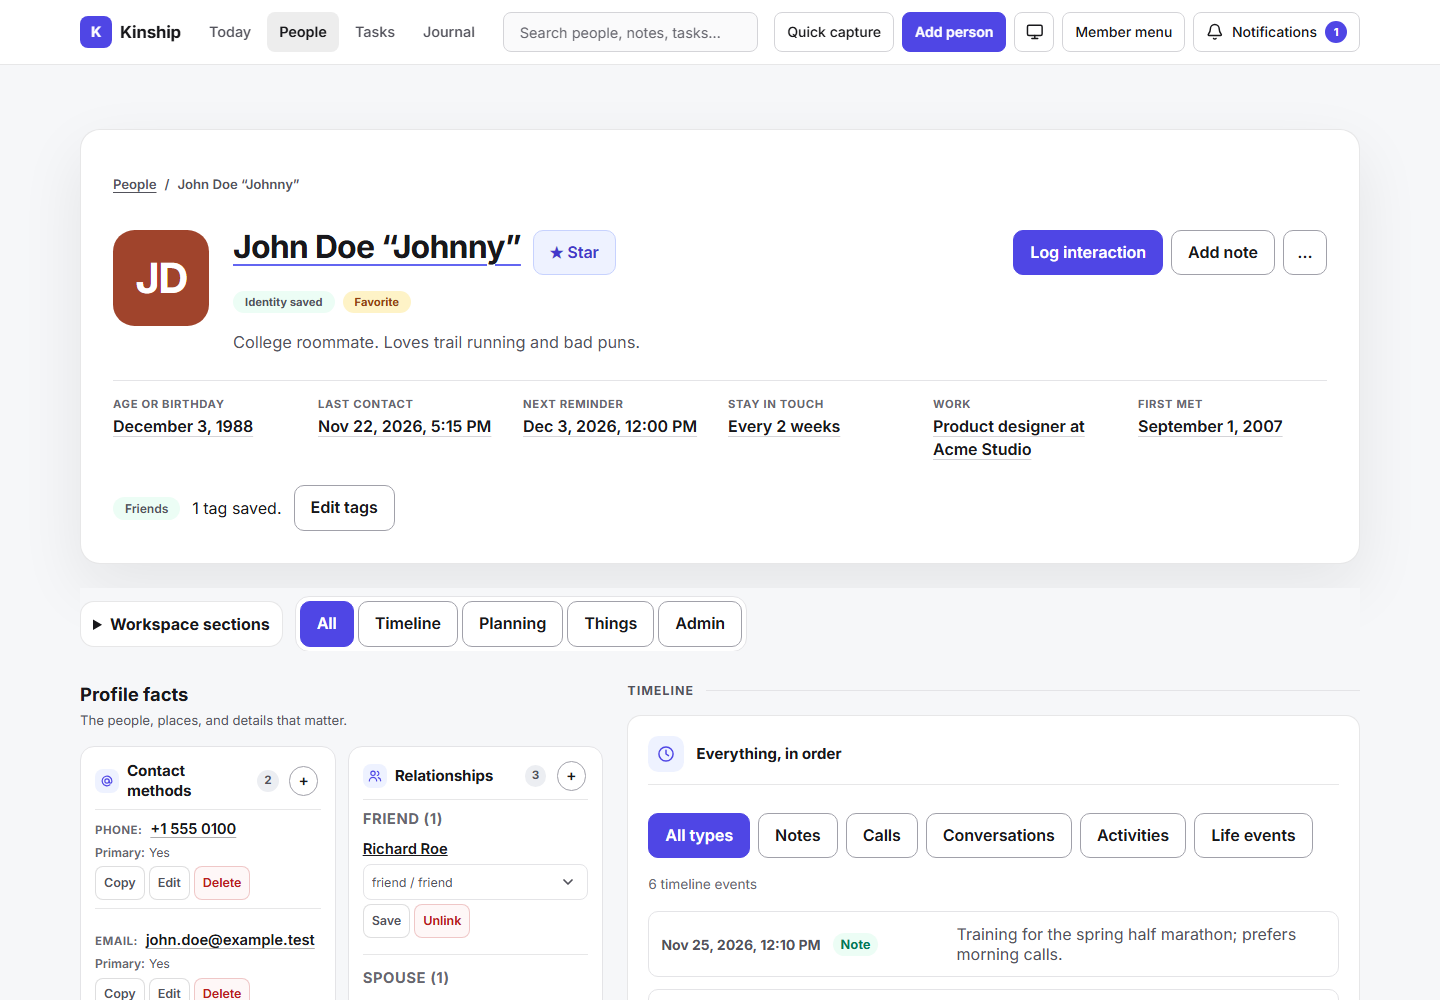 K Kinship Today People Tasks Journal Search people, notes, tasks... Quick capture Add person Member menu Notifications 1
People / John Doe “Johnny”
JD
John Doe “Johnny” ★ Star
Log interaction Add note ...
Identity saved Favorite
College roommate. Loves trail running and bad puns.
AGE OR BIRTHDAY
December 3, 1988
LAST CONTACT
Nov 22, 2026, 5:15 PM
NEXT REMINDER
Dec 3, 2026, 12:00 PM
STAY IN TOUCH
Every 2 weeks
WORK
Product designer at
Acme Studio
FIRST MET
September 1, 2007
Friends 1 tag saved. Edit tags
▶ Workspace sections All Timeline Planning Things Admin
Profile facts
The people, places, and details that matter.
Contact
methods
2 +
PHONE: +1 555 0100
Primary: Yes
Copy Edit Delete
EMAIL: john.doe@example.test
Primary: Yes
Copy Edit Delete
Relationships 3 +
FRIEND (1)
Richard Roe
friend / friend
Save Unlink
SPOUSE (1)
TIMELINE
Everything, in order
All types Notes Calls Conversations Activities Life events
6 timeline events
Nov 25, 2026, 12:10 PM Note
Training for the spring half marathon; prefers
morning calls.